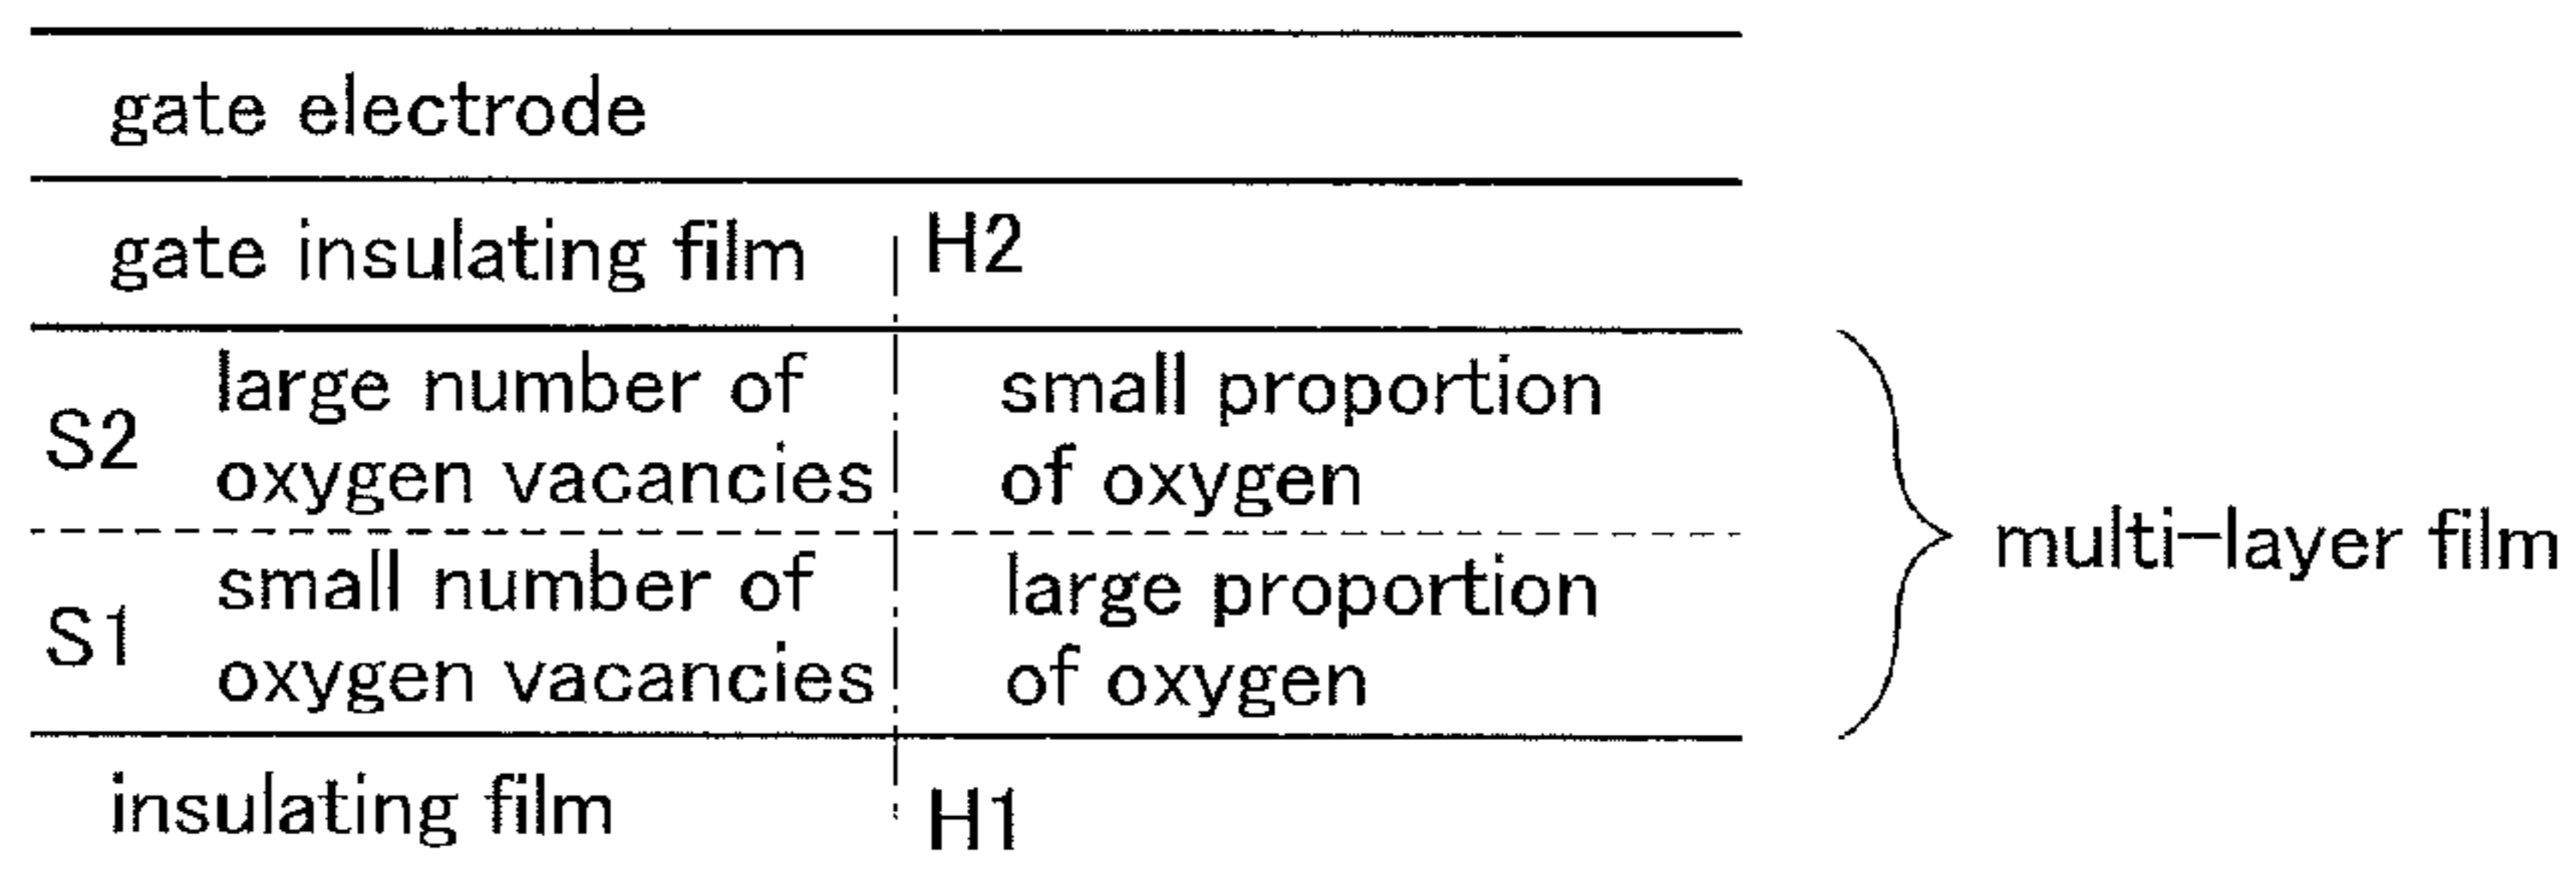 gate electrode
gate insulating film
H2
S2
large number of
oxygen vacancies
small proportion
of oxygen
S1
small number of
oxygen vacancies
large proportion
of oxygen
multi-layer film
insulating film
H1